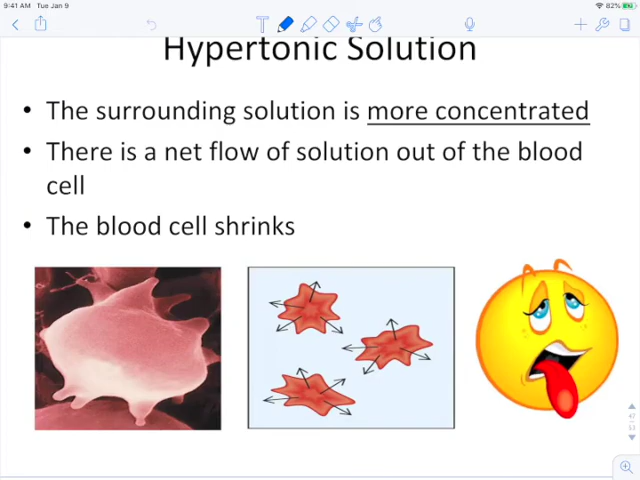 9:41 AM Tue Jan 9
82%
T
Hypertonic Solution
• The surrounding solution is more concentrated
• There is a net flow of solution out of the blood
cell
• The blood cell shrinks